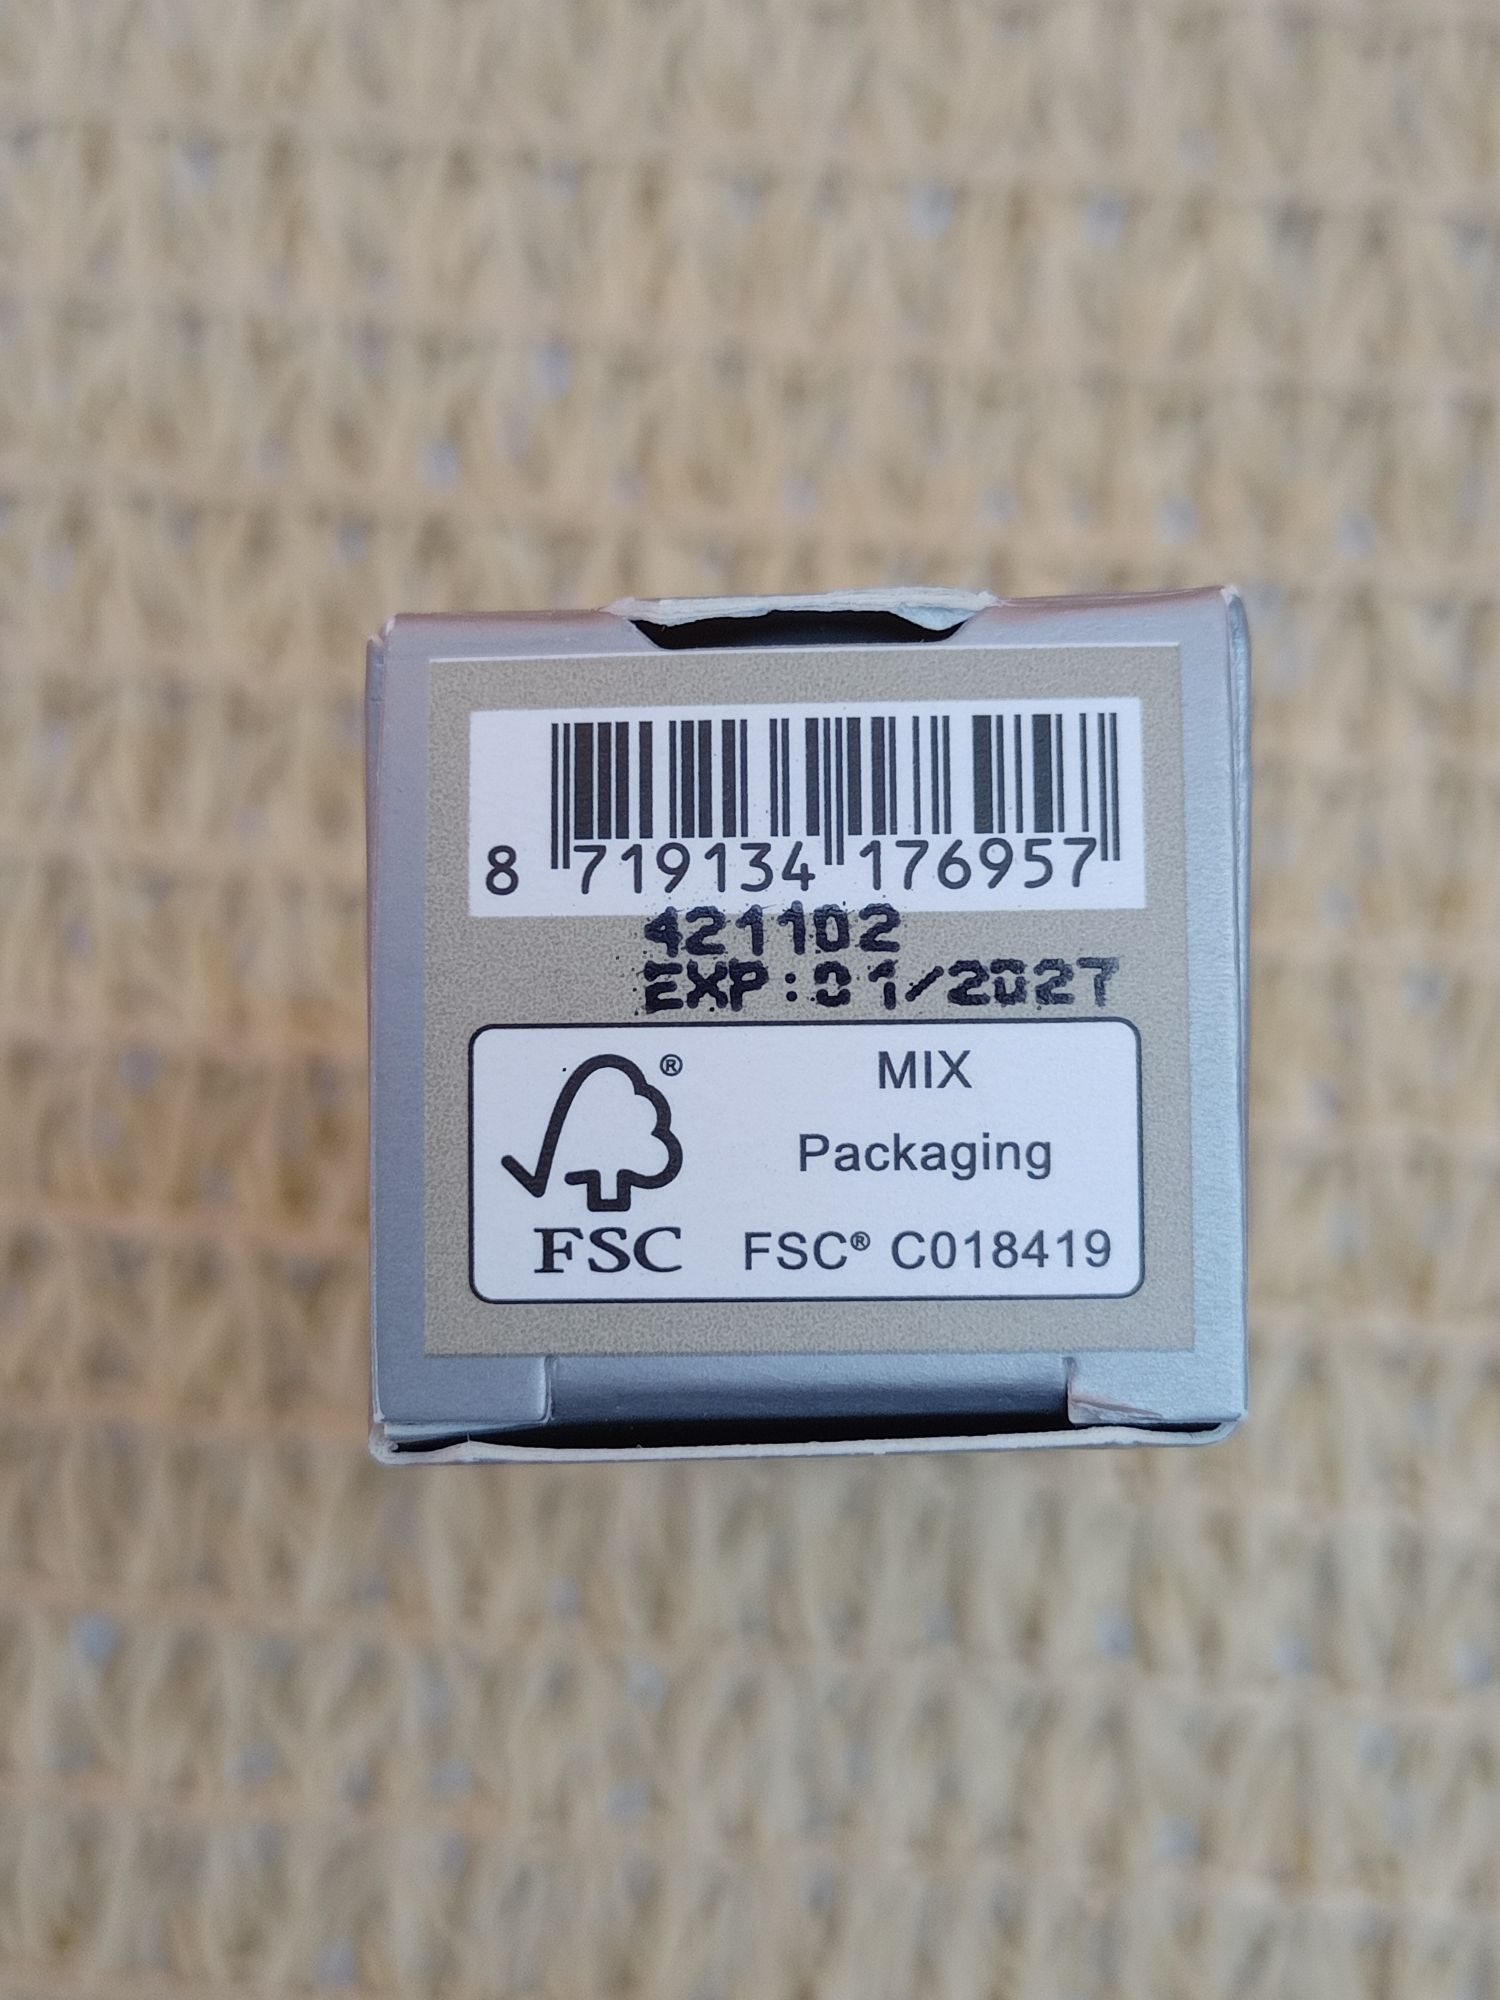 8 719134 176957
421102
EXP:01/2027
®
FSC
MIX
Packaging
FSC® C018419